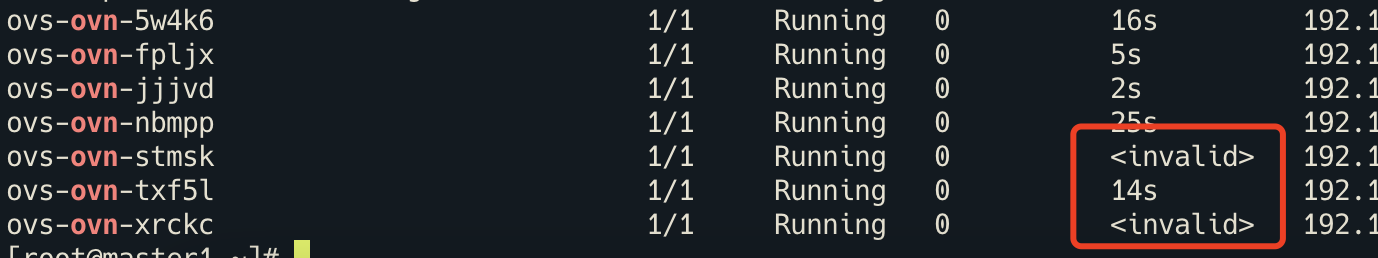 ovs-ovn-5w4k6 1/1 Running 0 16s 192.1
ovs-ovn-fpljx 1/1 Running 0 5s 192.1
ovs-ovn-jjjvd 1/1 Running 0 2s 192.1
ovs-ovn-nbmpp 1/1 Running 0 25s 192.1
ovs-ovn-stmsk 1/1 Running 0 <invalid> 192.1
ovs-ovn-txf5l 1/1 Running 0 14s 192.1
ovs-ovn-xrckc 1/1 Running 0 <invalid> 192.1
[root@master1 ~]#